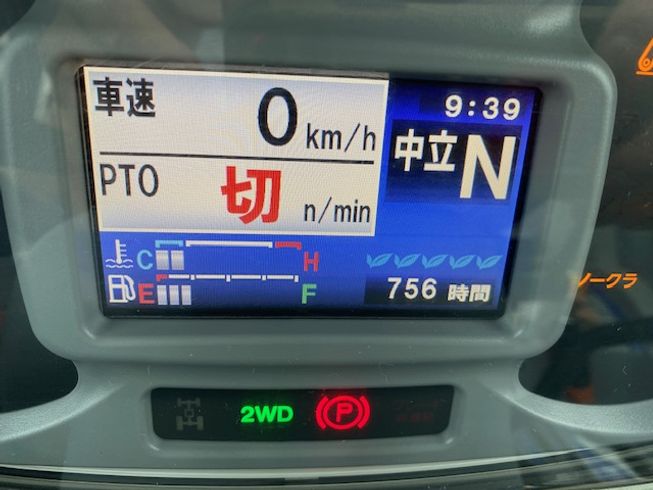 車速 0 km/h
9:39
中立 N
PTO 切 n/min
C H
E F
756 時間
ノークラ
2WD P